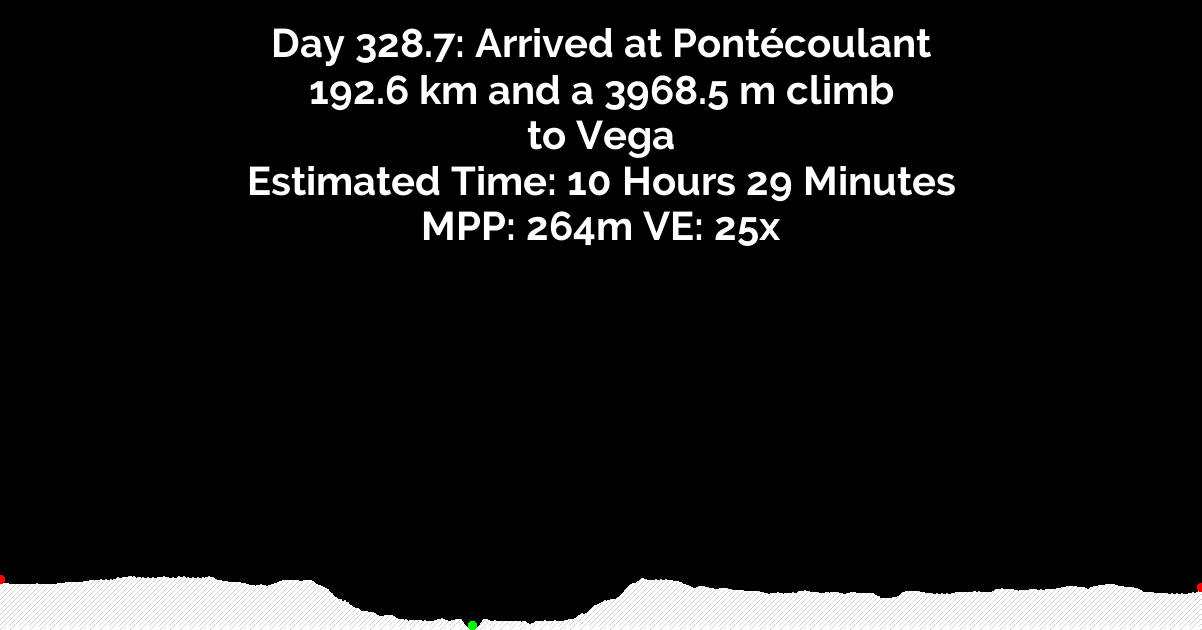 Day 328.7: Arrived at Pontécoulant
192.6 km and a 3968.5 m climb
to Vega
Estimated Time: 10 Hours 29 Minutes
MPP: 264m VE: 25x